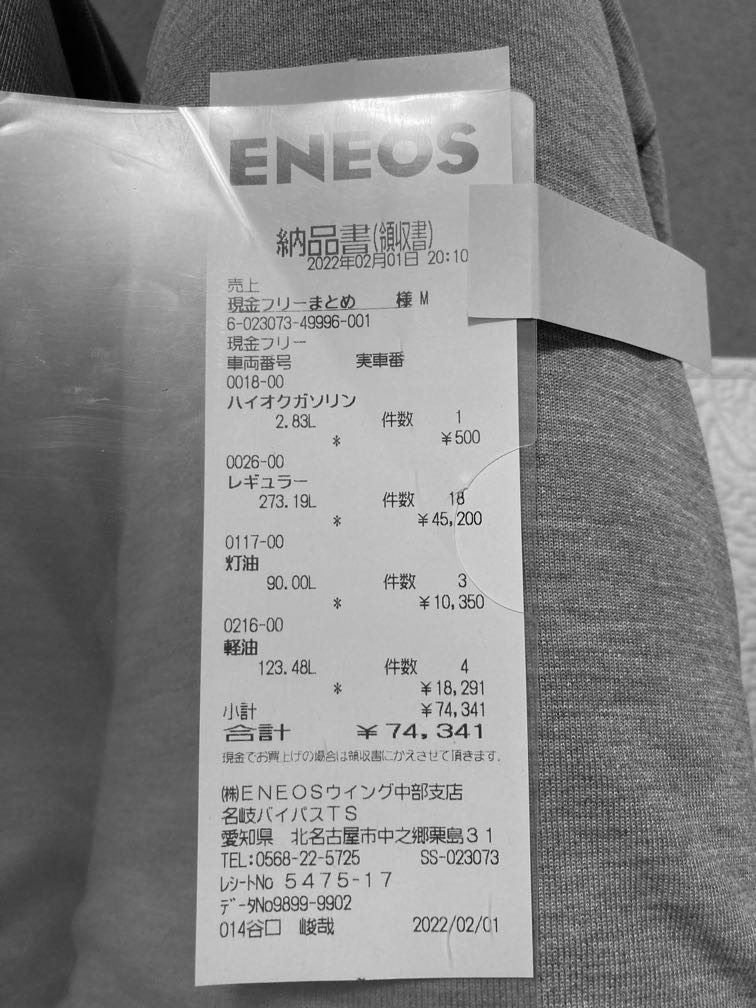 ENEOS
納品書(領収書)
2022年02月01日 20:10
売上
現金フリーまとめ 様 M
6-023073-49996-001
現金フリー
車両番号 実車番
0018-00
ハイオクガソリン
2.83L 件数 1
* ¥500
0026-00
レギュラー
273.19L 件数 18
* ¥45,200
0117-00
灯油
90.00L 件数 3
* ¥10,350
0216-00
軽油
123.48L 件数 4
* ¥18,291
小計 ¥74,341
合計 ¥74,341
現金でお買上げの場合は領収書にかえさせて頂きます。
㈱ENEOSウイング中部支店
名岐バイパスTS
愛知県 北名古屋市中之郷栗島31
TEL:0568-22-5725 SS-023073
レシートNo 5475-17
データNo9899-9902
014谷口 峻哉 2022/02/01